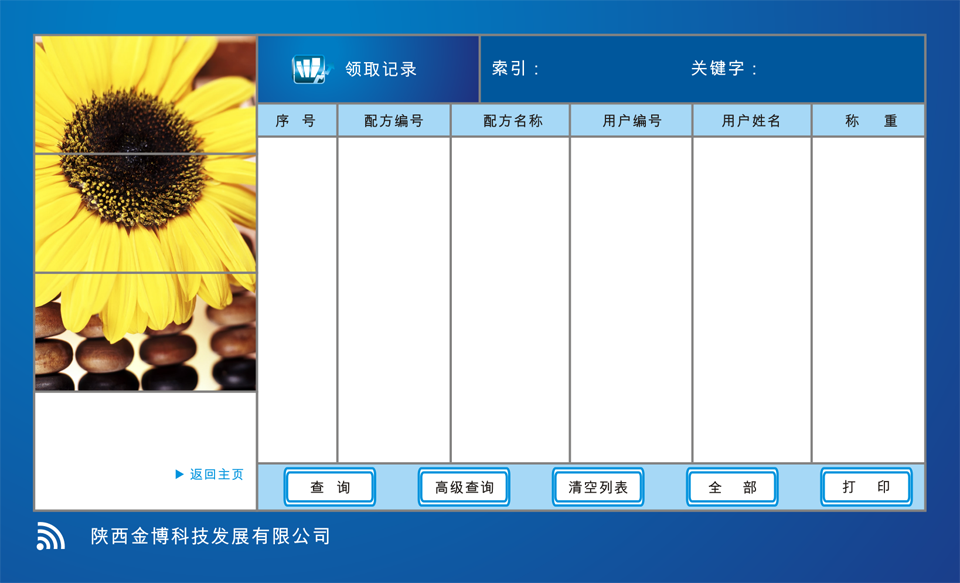 领取记录
索引：
关键字：
序 号
配方编号
配方名称
用户编号
用户姓名
称 重
返回主页
查 询
高级查询
清空列表
全 部
打 印
陕西金博科技发展有限公司